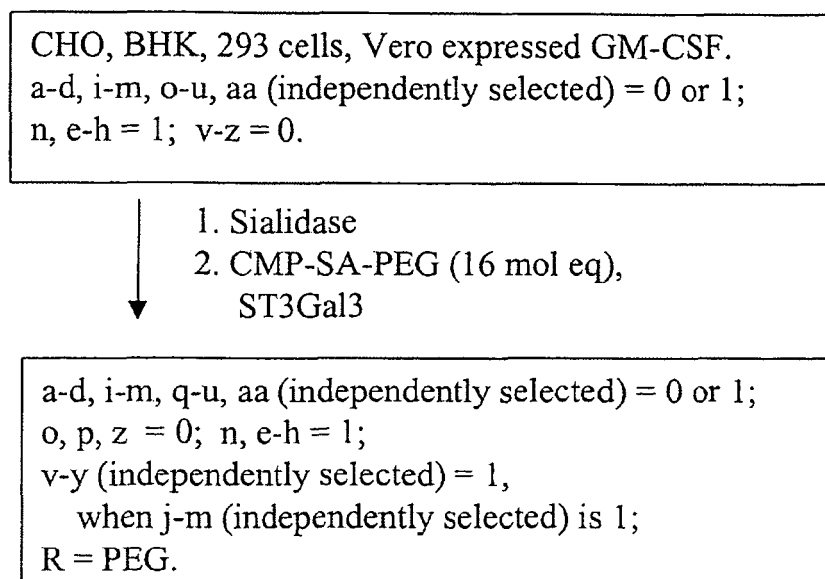 CHO, BHK, 293 cells, Vero expressed GM-CSF.
a-d, i-m, o-u, aa (independently selected) = 0 or 1;
n, e-h = 1; v-z = 0.
1. Sialidase
2. CMP-SA-PEG (16 mol eq),
ST3Gal3
a-d, i-m, q-u, aa (independently selected) = 0 or 1;
o, p, z = 0; n, e-h = 1;
v-y (independently selected) = 1,
when j-m (independently selected) is 1;
R = PEG.